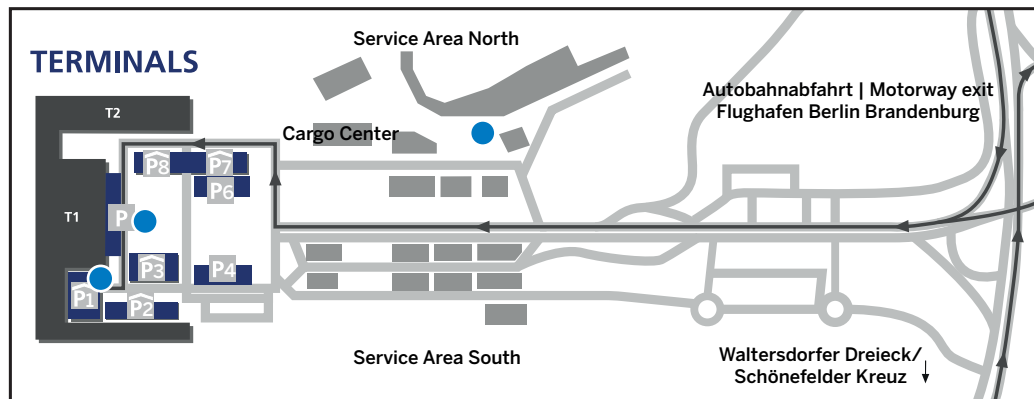 Service Area North
TERMINALS
Autobahnabfahrt | Motorway exit
Flughafen Berlin Brandenburg
T2
Cargo Center
P8
P7
P6
T1
P
P3
P4
P1
P2
Service Area South
Waltersdorfer Dreieck/
Schönefelder Kreuz